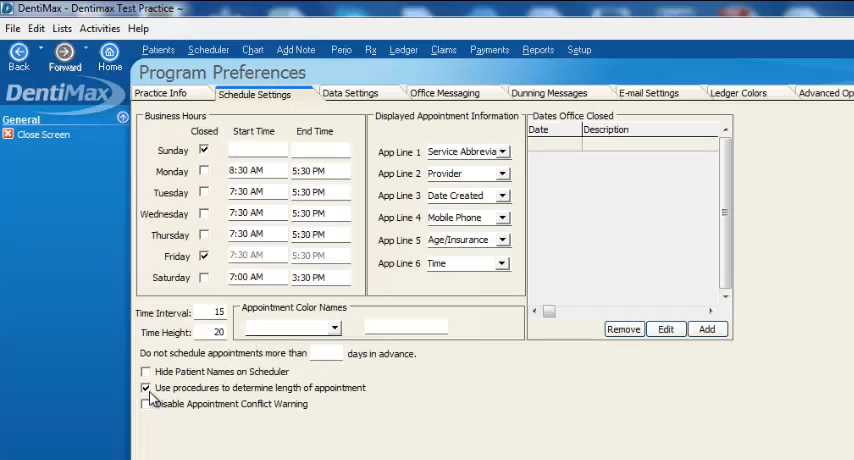 DentiMax - Dentimax Test Practice ~
File Edit Lists Activities Help
Back Forward Home
Patients Scheduler Chart Add Note Perio Rx Ledger Claims Payments Reports Setup
Program Preferences
DENTIMAX
Practice Info Schedule Settings Data Settings Office Messaging Dunning Messages E-mail Settings Ledger Colors Advanced Op
General
Close Screen
Business Hours
Closed Start Time End Time
Sunday
Monday 8:30 AM 5:30 PM
Tuesday 7:30 AM 5:30 PM
Wednesday 7:30 AM 5:30 PM
Thursday 7:30 AM 5:30 PM
Friday 7:30 AM 5:30 PM
Saturday 7:00 AM 3:30 PM
Displayed Appointment Information
App Line 1 Service Abbrevia
App Line 2 Provider
App Line 3 Date Created
App Line 4 Mobile Phone
App Line 5 Age/Insurance
App Line 6 Time
Dates Office Closed
Date Description
Remove Edit Add
Time Interval: 15
Time Height: 20
Appointment Color Names
Do not schedule appointments more than days in advance.
Hide Patient Names on Scheduler
Use procedures to determine length of appointment
Disable Appointment Conflict Warning